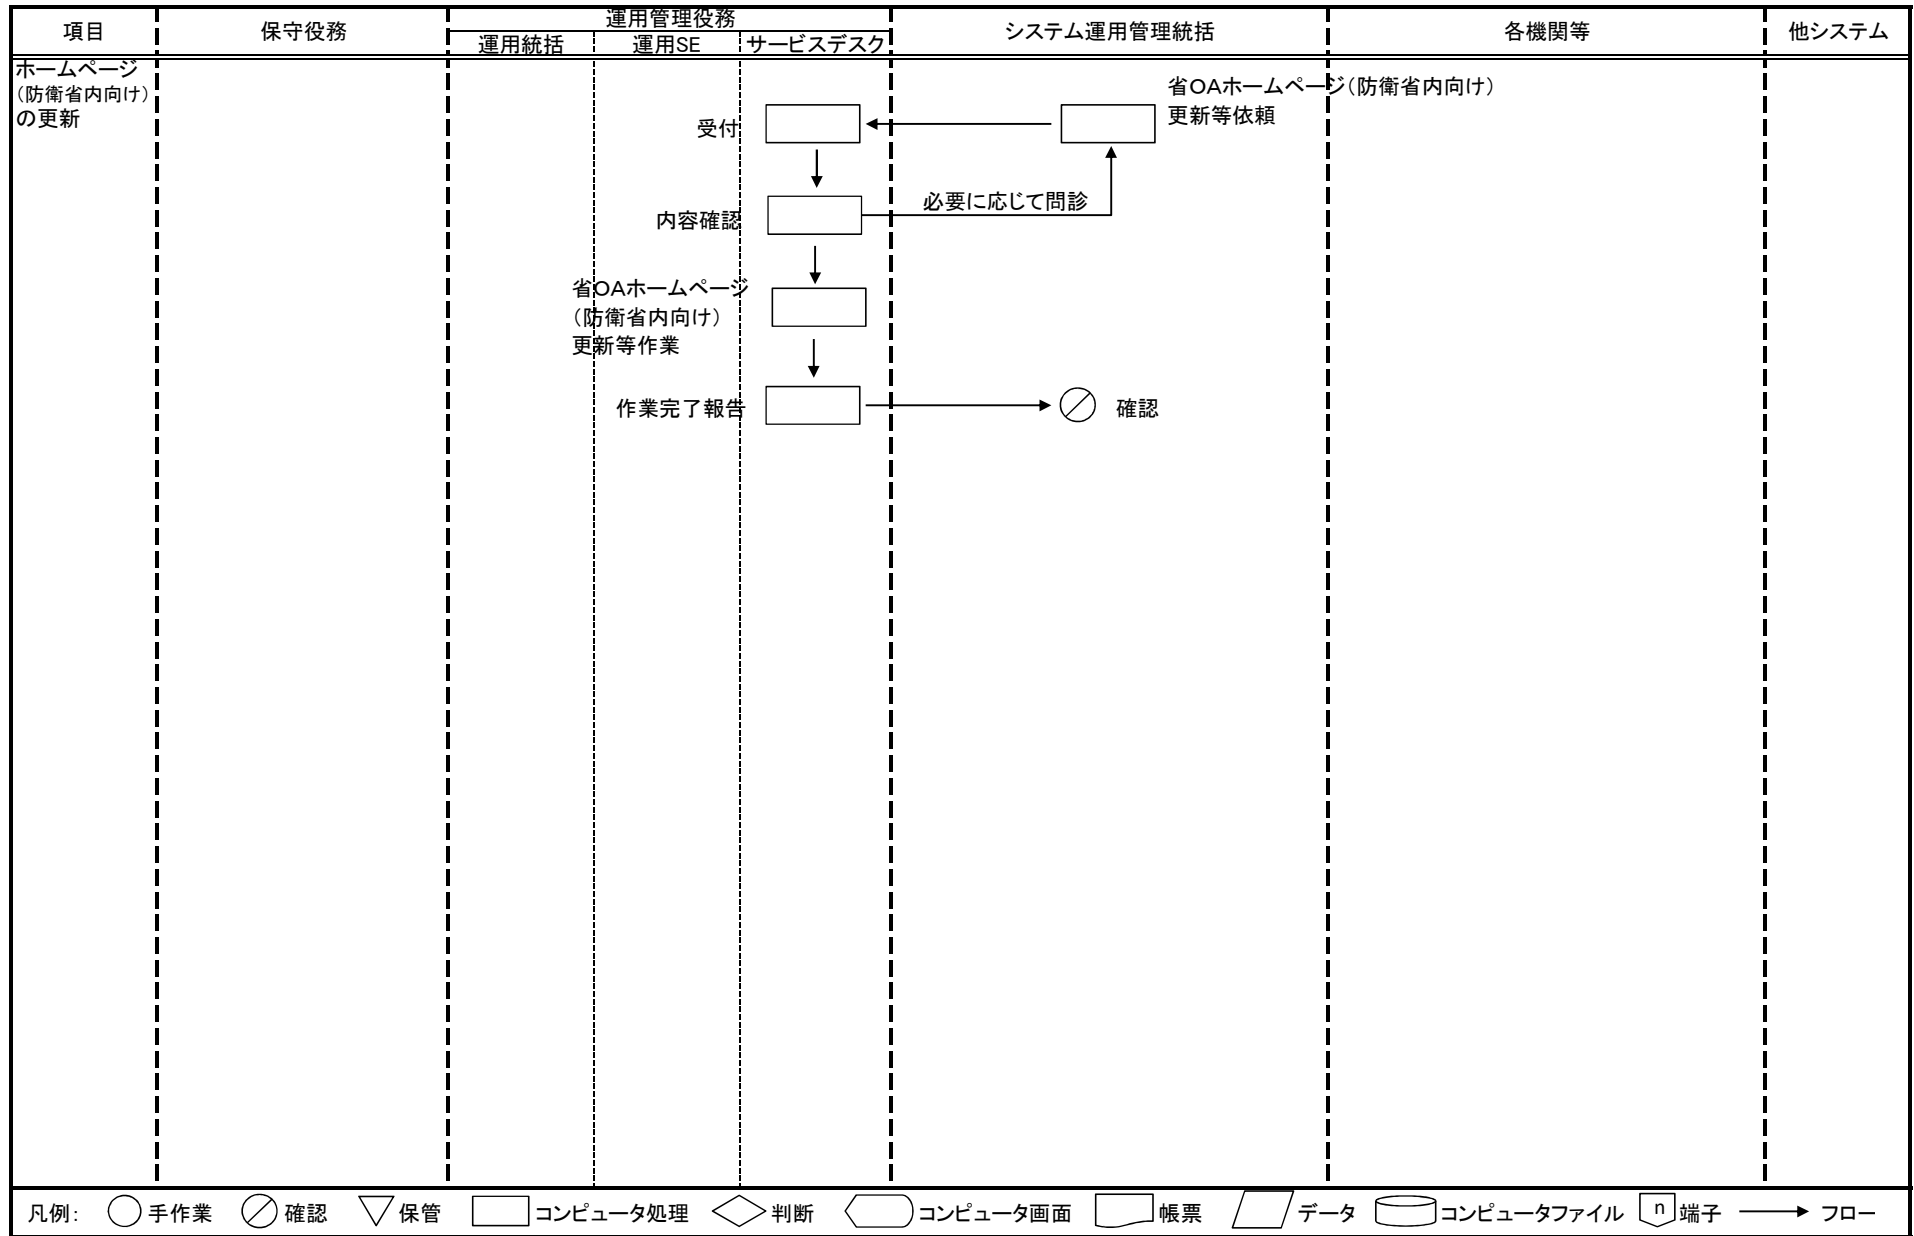 項目
保守役務
運用管理役務
運用統括
運用SE
サービスデスク
システム運用管理統括
各機関等
他システム
ホームページ
（防衛省内向け）
の更新
省OAホームページ（防衛省内向け）
更新等依頼
受付
必要に応じて問診
内容確認
省OAホームページ
（防衛省内向け）
更新等作業
作業完了報告
確認
凡例: 手作業 確認 保管 コンピュータ処理 判断 コンピュータ画面 帳票 データ コンピュータファイル n 端子 フロー